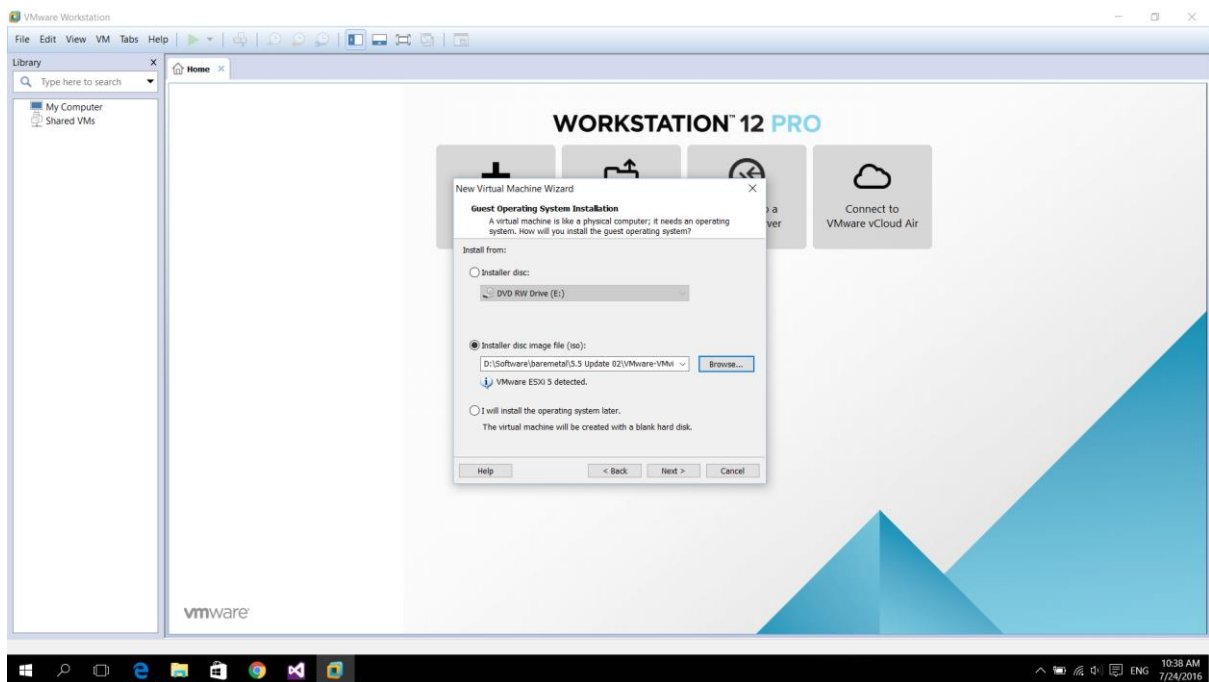 VMware Workstation
File Edit View VM Tabs Help
Library x
Home ×
Type here to search
My Computer
Shared VMs
WORKSTATION™ 12 PRO
Connect to
VMware vCloud Air
New Virtual Machine Wizard
Guest Operating System Installation
A virtual machine is like a physical computer; it needs an operating
system. How will you install the guest operating system?
Install from:
Installer disc:
DVD RW Drive (E:)
Installer disc image file (iso):
D:\Software\baremetal\5.5 Update 02\VMware-VMvi
Browse...
VMware ESXi 5 detected.
I will install the operating system later.
The virtual machine will be created with a blank hard disk.
Help < Back Next > Cancel
vmware
ENG
10:38 AM
7/24/2016